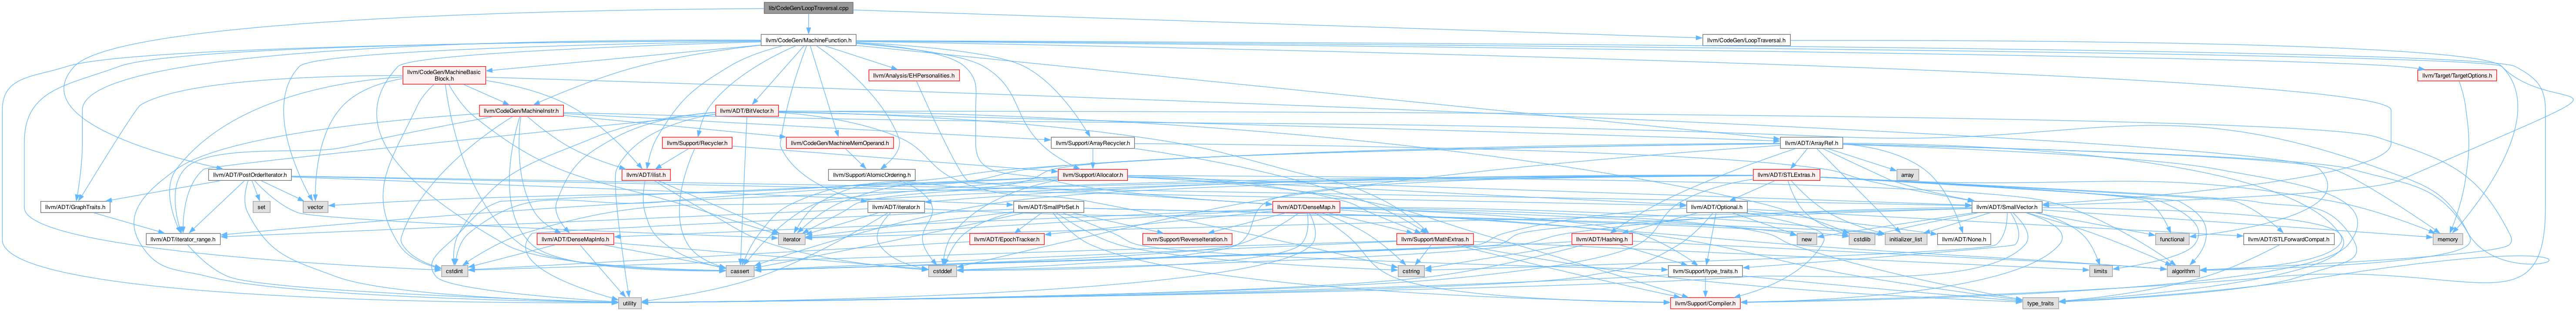 lib/CodeGen/LoopTraversal.cpp
llvm/CodeGen/MachineFunction.h
llvm/CodeGen/LoopTraversal.h
llvm/CodeGen/MachineBasic
Block.h
llvm/Analysis/EHPersonalities.h
llvm/Target/TargetOptions.h
llvm/CodeGen/MachineInstr.h
llvm/ADT/BitVector.h
llvm/Support/Recycler.h
llvm/CodeGen/MachineMemOperand.h
llvm/Support/ArrayRecycler.h
llvm/ADT/ArrayRef.h
llvm/ADT/PostOrderIterator.h
llvm/ADT/ilist.h
llvm/Support/AtomicOrdering.h
llvm/Support/Allocator.h
llvm/ADT/STLExtras.h
array
llvm/ADT/GraphTraits.h
set
vector
llvm/ADT/iterator.h
llvm/ADT/SmallPtrSet.h
llvm/ADT/DenseMap.h
llvm/ADT/Optional.h
llvm/ADT/SmallVector.h
llvm/ADT/iterator_range.h
llvm/ADT/DenseMapInfo.h
iterator
llvm/ADT/EpochTracker.h
llvm/Support/ReverseIteration.h
llvm/Support/MathExtras.h
llvm/ADT/Hashing.h
new
cstdlib
initializer_list
llvm/ADT/None.h
functional
llvm/ADT/STLForwardCompat.h
memory
cstdint
cassert
cstddef
cstring
llvm/Support/type_traits.h
limits
algorithm
utility
llvm/Support/Compiler.h
type_traits